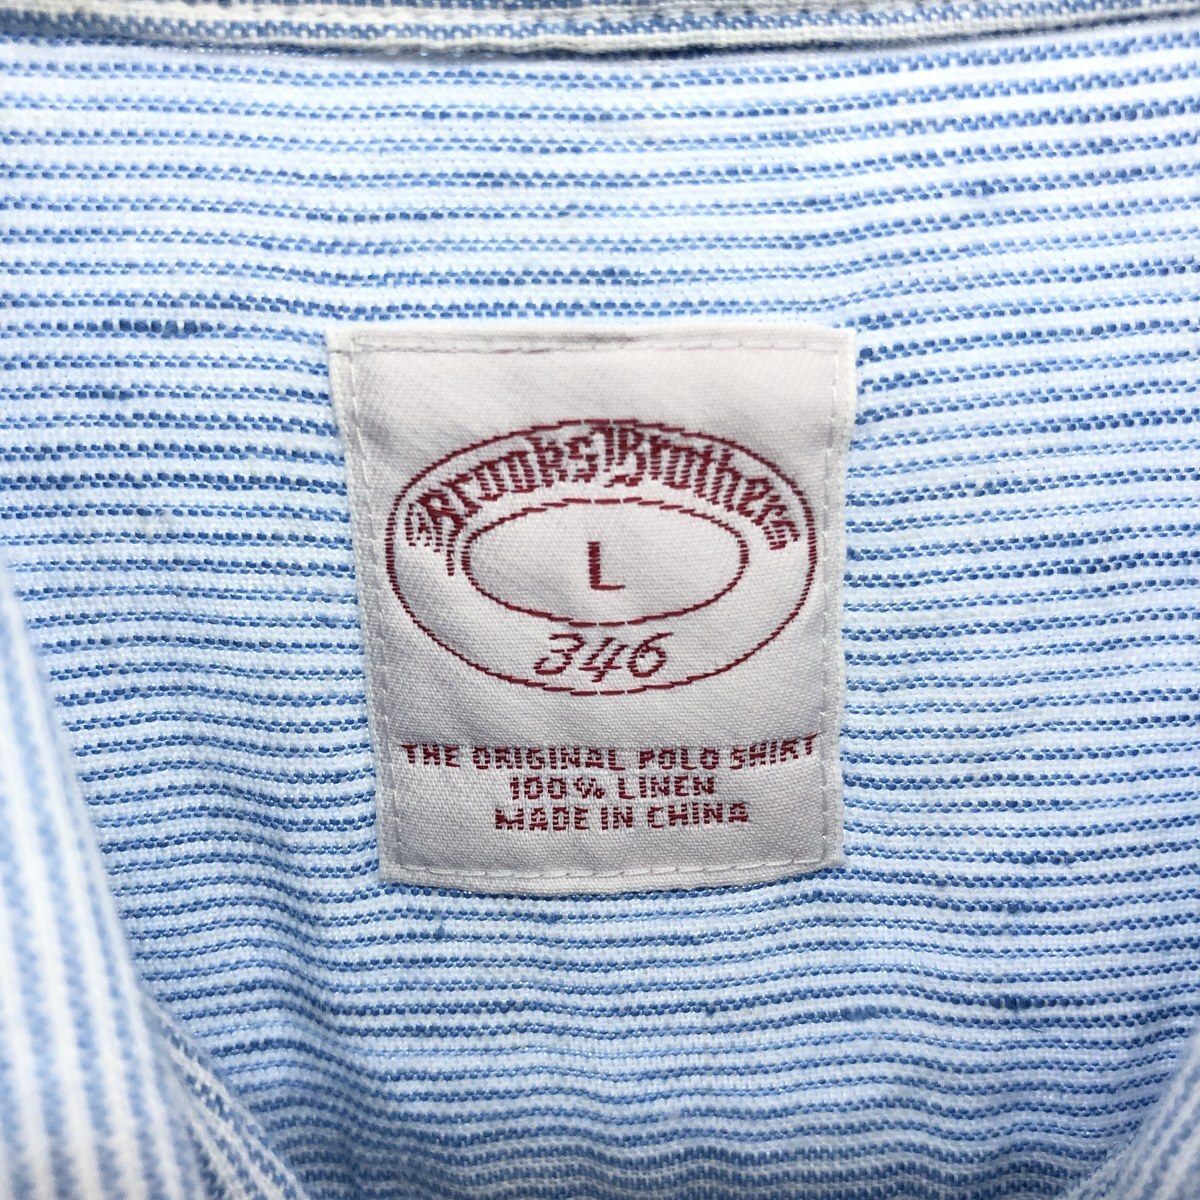 Brooks Brothers
L
346
THE ORIGINAL POLO SHIRT
100% LINEN
MADE IN CHINA